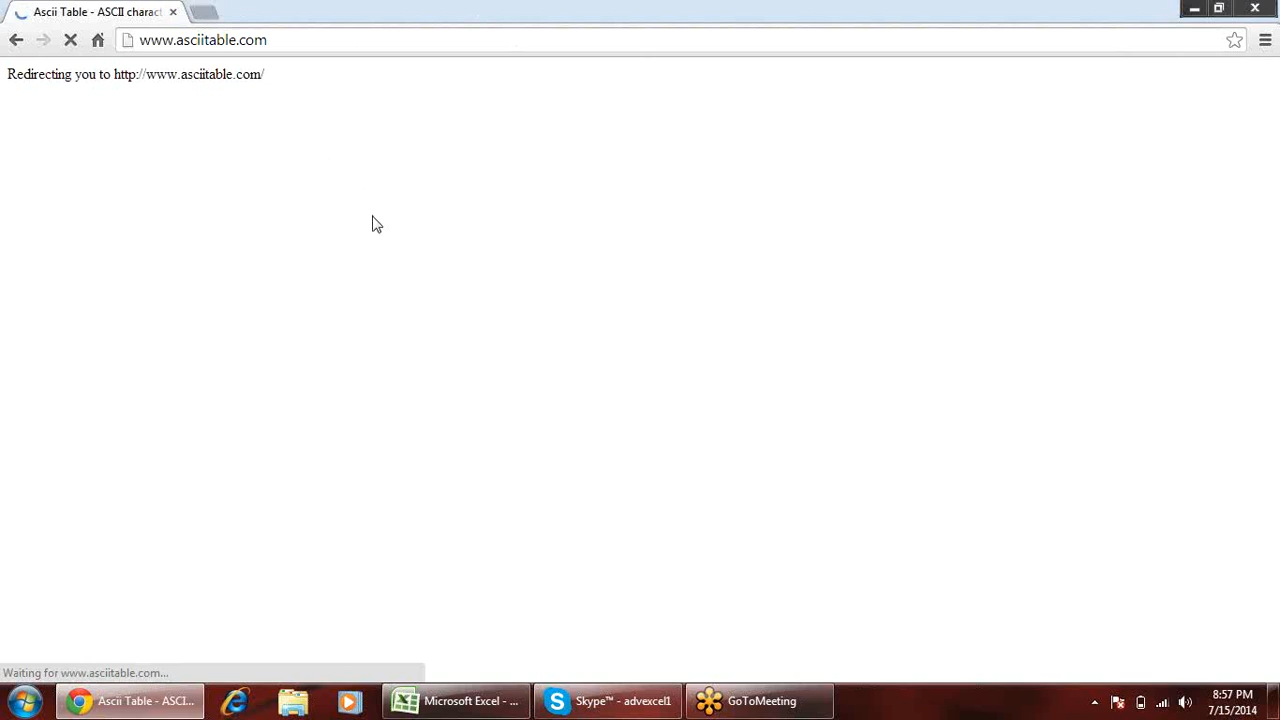 Ascii Table - ASCII charact
www.asciitable.com
Redirecting you to http://www.asciitable.com/
Waiting for www.asciitable.com...
Ascii Table - ASCI...
Microsoft Excel - ...
Skype™ - advexcel1
GoToMeeting
8:57 PM
7/15/2014